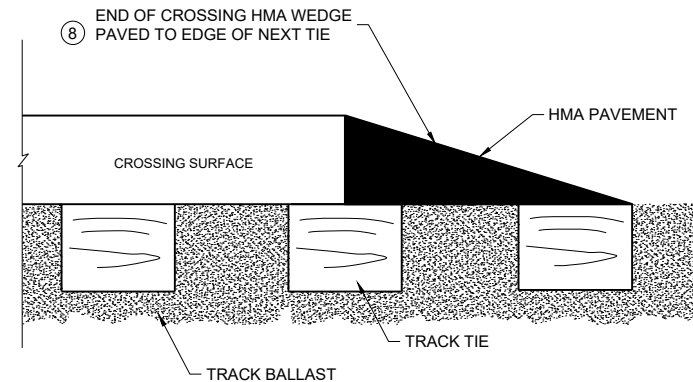 END OF CROSSING HMA WEDGE
8 PAVED TO EDGE OF NEXT TIE
HMA PAVEMENT
CROSSING SURFACE
TRACK TIE
TRACK BALLAST